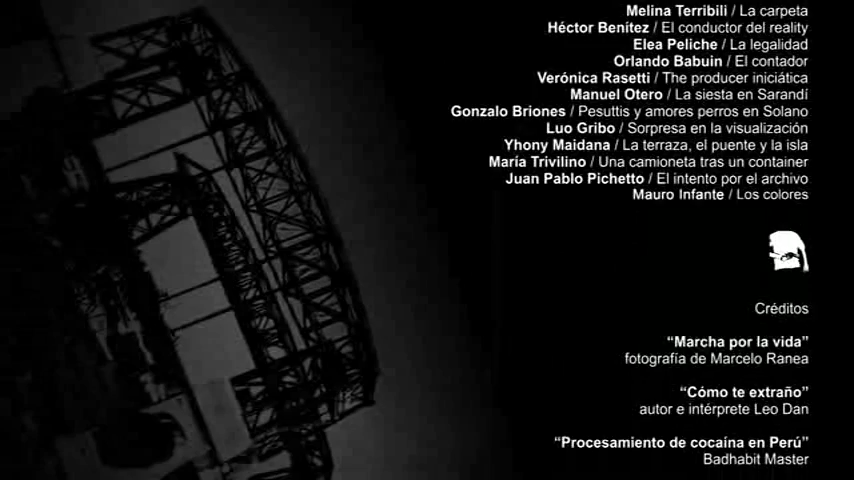 Melina Terribili / La carpeta
Héctor Benítez / El conductor del reality
Elea Peliche / La legalidad
Orlando Babuin / El contador
Verónica Rasetti / The producer iniciática
Manuel Otero / La siesta en Sarandí
Gonzalo Briones / Pesuttis y amores perros en Solano
Luo Gribo / Sorpresa en la visualización
Yhony Maidana / La terraza, el puente y la isla
María Trivilino / Una camioneta tras un container
Juan Pablo Pichetto / El intento por el archivo
Mauro Infante / Los colores
Créditos
“Marcha por la vida”
fotografía de Marcelo Ranea
“Cómo te extraño”
autor e intérprete Leo Dan
“Procesamiento de cocaína en Perú”
Badhabit Master